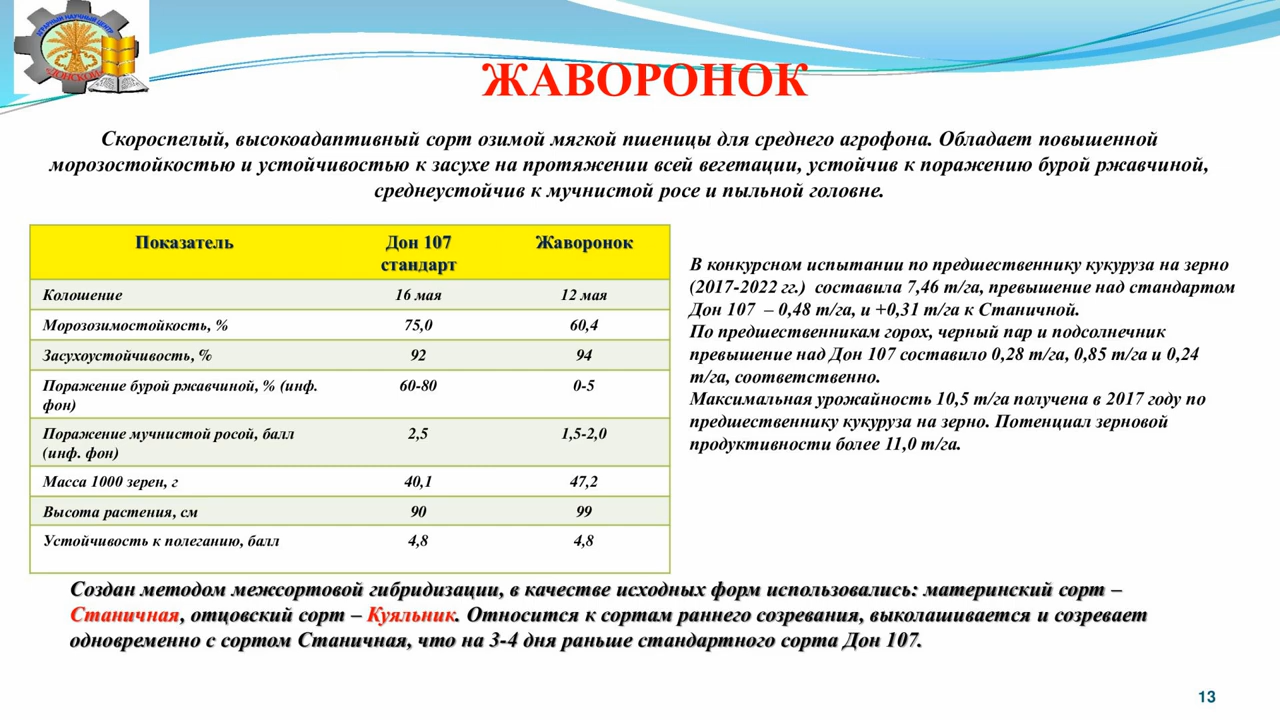 АГРАРНЫЙ НАУЧНЫЙ ЦЕНТР
«ДОНСКОЙ»
ЖАВОРОНОК
Скороспелый, высокоадаптивный сорт озимой мягкой пшеницы для среднего агрофона. Обладает повышенной
морозостойкостью и устойчивостью к засухе на протяжении всей вегетации, устойчив к поражению бурой ржавчиной,
среднеустойчив к мучнистой росе и пыльной головне.
Показатель Дон 107 стандарт Жаворонок
Колошение 16 мая 12 мая
Морозозимостойкость, % 75,0 60,4
Засухоустойчивость, % 92 94
Поражение бурой ржавчиной, % (инф. фон) 60-80 0-5
Поражение мучнистой росой, балл (инф. фон) 2,5 1,5-2,0
Масса 1000 зерен, г 40,1 47,2
Высота растения, см 90 99
Устойчивость к полеганию, балл 4,8 4,8
В конкурсном испытании по предшественнику кукуруза на зерно
(2017-2022 гг.) составила 7,46 т/га, превышение над стандартом
Дон 107 – 0,48 т/га, и +0,31 т/га к Станичной.
По предшественникам горох, черный пар и подсолнечник
превышение над Дон 107 составило 0,28 т/га, 0,85 т/га и 0,24
т/га, соответственно.
Максимальная урожайность 10,5 т/га получена в 2017 году по
предшественнику кукуруза на зерно. Потенциал зерновой
продуктивности более 11,0 т/га.
Создан методом межсортовой гибридизации, в качестве исходных форм использовались: материнский сорт –
Станичная, отцовский сорт – Куяльник. Относится к сортам раннего созревания, выколашивается и созревает
одновременно с сортом Станичная, что на 3-4 дня раньше стандартного сорта Дон 107.
13